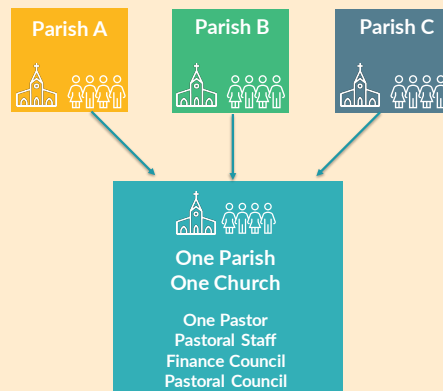 Parish A
Parish B
Parish C
One Parish
One Church
One Pastor
Pastoral Staff
Finance Council
Pastoral Council